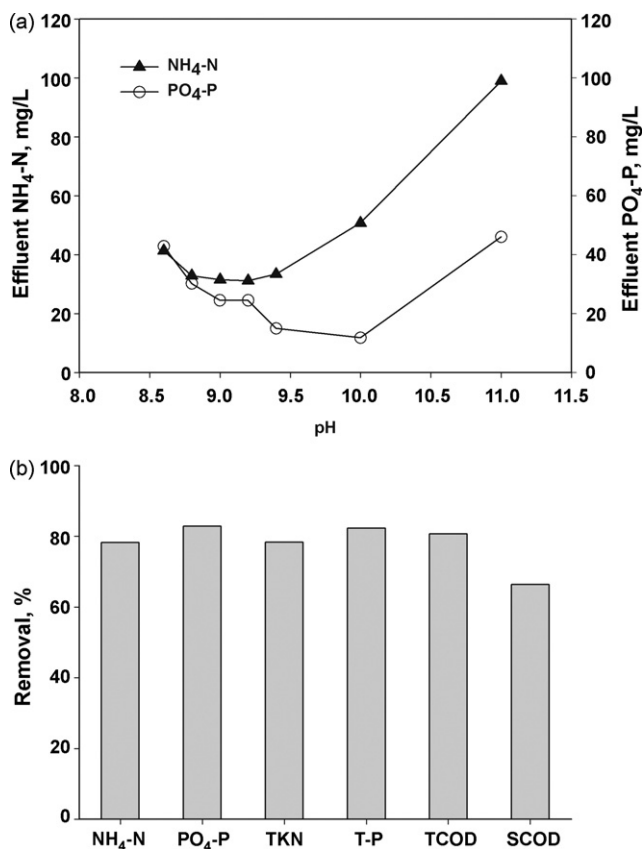 (a)
120
100
80
60
40
20
0
Effluent NH4-N, mg/L
NH4-N
PO4-P
120
100
80
60
40
20
0
Effluent PO4-P, mg/L
8.0 8.5 9.0 9.5 10.0 10.5 11.0 11.5
pH
(b)
100
80
60
40
20
0
Removal, %
NH4-N PO4-P TKN T-P TCOD SCOD